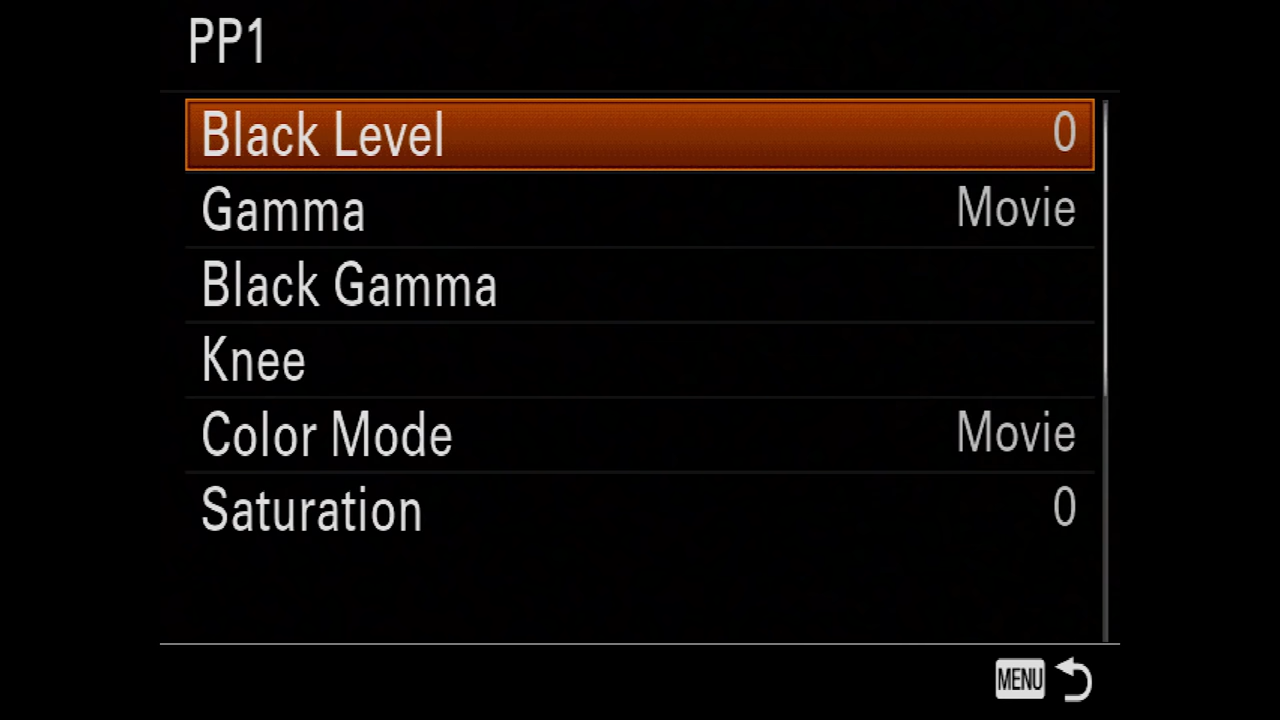 PP1
Black Level 0
Gamma Movie
Black Gamma
Knee
Color Mode Movie
Saturation 0
MENU